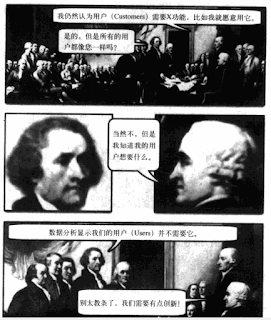 我仍然认为用户（Customers）需要X功能，比如我就愿意用它。
是的，但是所有的用
户都像您一样吗？
当然不，但是
我知道我的用
户想要什么。
数据分析显示我们的用户（Users）并不需要它。
别太教条了，我们需要有点创新！